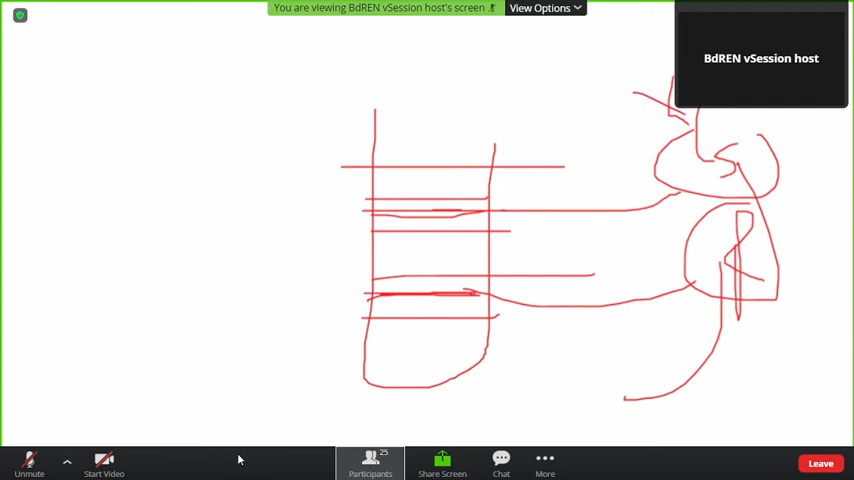 You are viewing BdREN vSession host's screen
View Options
BdREN vSession host
Unmute
Start Video
25
Participants
Share Screen
Chat
More
Leave